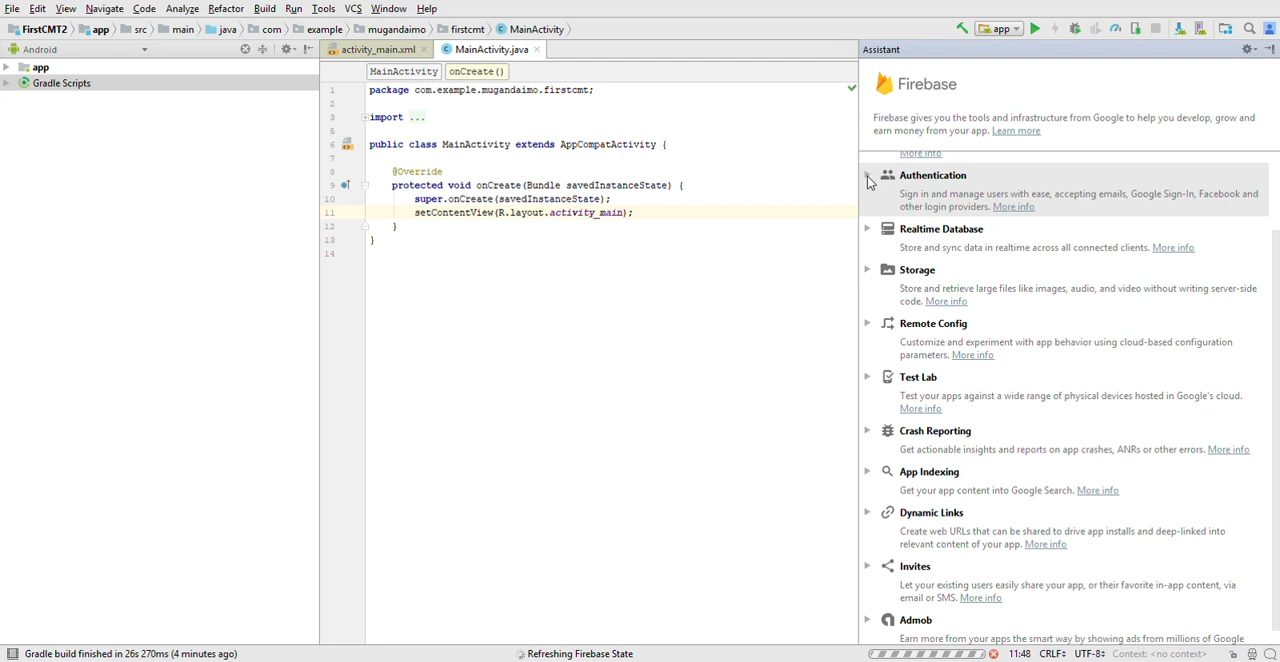 File Edit View Navigate Code Analyze Refactor Build Run Tools VCS Window Help
FirstCMT2 app src main java com example mugandaimo firstcmt MainActivity app
Android
activity_main.xml MainActivity.java
Assistant
app
Gradle Scripts
MainActivity onCreate()
1 package com.example.mugandaimo.firstcmt;
2
3 import ...
5
6 public class MainActivity extends AppCompatActivity {
7
8 @Override
9 protected void onCreate(Bundle savedInstanceState) {
10 super.onCreate(savedInstanceState);
11 setContentView(R.layout.activity_main);
12 }
13 }
14
Firebase
Firebase gives you the tools and infrastructure from Google to help you develop, grow and
earn money from your app. Learn more
More info
Authentication
Sign in and manage users with ease, accepting emails, Google Sign-In, Facebook and
other login providers. More info
Realtime Database
Store and sync data in realtime across all connected clients. More info
Storage
Store and retrieve large files like images, audio, and video without writing server-side
code. More info
Remote Config
Customize and experiment with app behavior using cloud-based configuration
parameters. More info
Test Lab
Test your apps against a wide range of physical devices hosted in Google's cloud.
More info
Crash Reporting
Get actionable insights and reports on app crashes, ANRs or other errors. More info
App Indexing
Get your app content into Google Search. More info
Dynamic Links
Create web URLs that can be shared to drive app installs and deep-linked into
relevant content of your app. More info
Invites
Let your existing users easily share your app, or their favorite in-app content, via
email or SMS. More info
Admob
Earn more from your apps the smart way by showing ads from millions of Google
Gradle build finished in 26s 270ms (4 minutes ago) Refreshing Firebase State 11:48 CRLF UTF-8 Context: <no context>